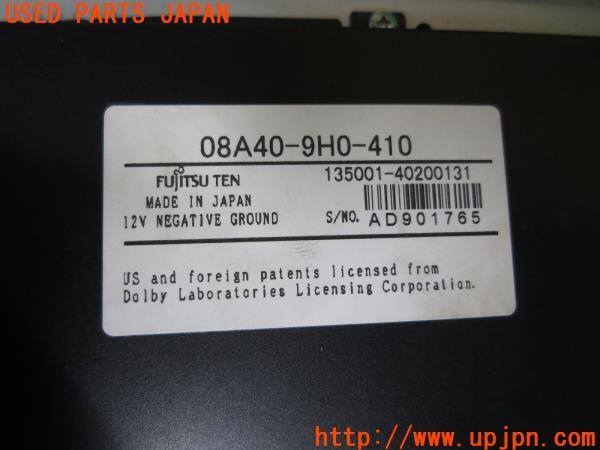 USED PARTS JAPAN
08A40-9H0-410
FUJITSU TEN
135001-40200131
MADE IN JAPAN
12V NEGATIVE GROUND
S/NO. AD901765
US and foreign patents licensed from
Dolby Laboratories Licensing Corporation.
http://www.upjpn.com